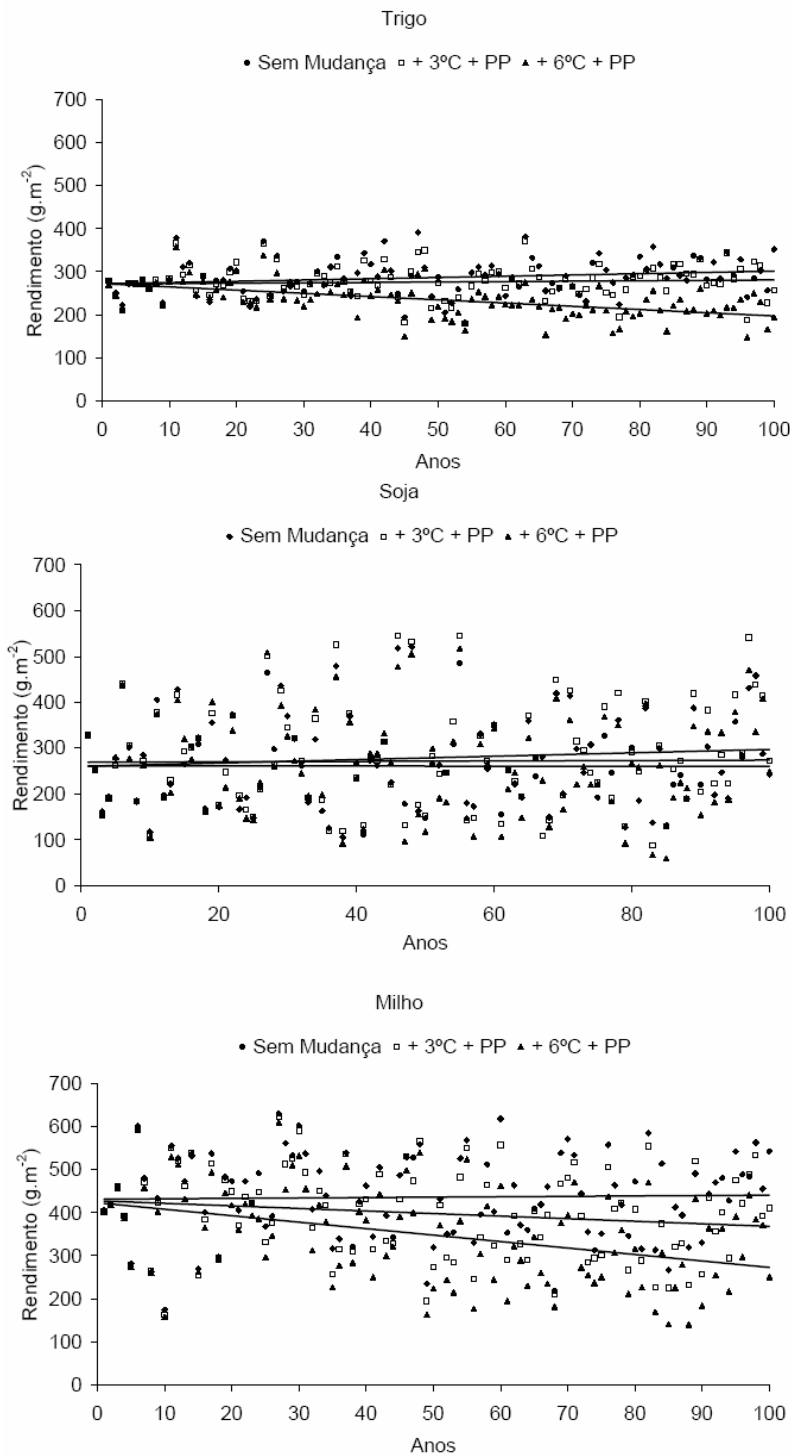 Trigo
• Sem Mudança □ + 3ºC + PP ▲ + 6ºC + PP
Rendimento (g.m-2)
700
600
500
400
300
200
100
0
0 10 20 30 40 50 60 70 80 90 100
Anos
Soja
♦ Sem Mudança □ + 3ºC + PP ▲ + 6ºC + PP
Rendimento (g.m-2)
700
600
500
400
300
200
100
0
0 20 40 60 80 100
Anos
Milho
• Sem Mudança □ + 3ºC + PP ▲ + 6ºC + PP
Rendimento (g.m-2)
700
600
500
400
300
200
100
0
0 10 20 30 40 50 60 70 80 90 100
Anos